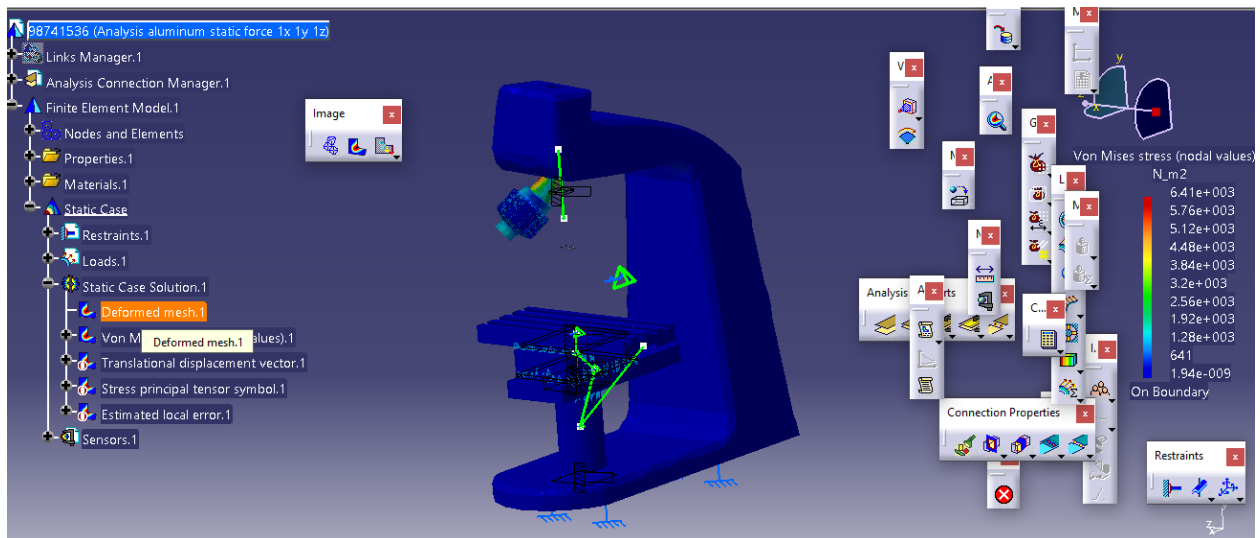 98741536 (Analysis aluminum static force 1x 1y 1z)
Links Manager.1
Analysis Connection Manager.1
Finite Element Model.1
Nodes and Elements
Properties.1
Materials.1
Static Case
Restraints.1
Loads.1
Static Case Solution.1
Deformed mesh.1
Von M
alues).1
Deformed mesh.1
Translational displacement vector.1
Stress principal tensor symbol.1
Estimated local error.1
Sensors.1
Image
x
V
x
A
x
M
G
x
N
x
L
M
x
M
x
Analysis
A
x
rts
x
C...
x
I.
x
Connection Properties
x
Restraints
x
y
z
x
Von Mises stress (nodal values)
N_m2
6.41e+003
5.76e+003
5.12e+003
4.48e+003
3.84e+003
3.2e+003
2.56e+003
1.92e+003
1.28e+003
641
1.94e-009
On Boundary
z
x